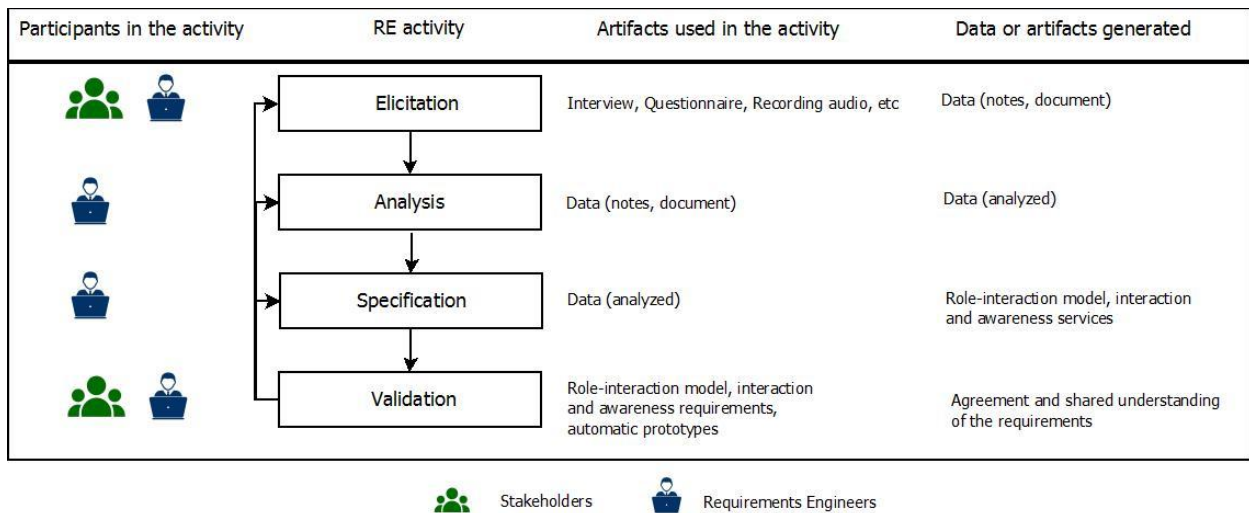 Participants in the activity
RE activity
Artifacts used in the activity
Data or artifacts generated
Elicitation
Interview, Questionnaire, Recording audio, etc
Data (notes, document)
Analysis
Data (notes, document)
Data (analyzed)
Specification
Data (analyzed)
Role-interaction model, interaction
and awareness services
Validation
Role-interaction model, interaction
and awareness requirements,
automatic prototypes
Agreement and shared understanding
of the requirements
Stakeholders
Requirements Engineers